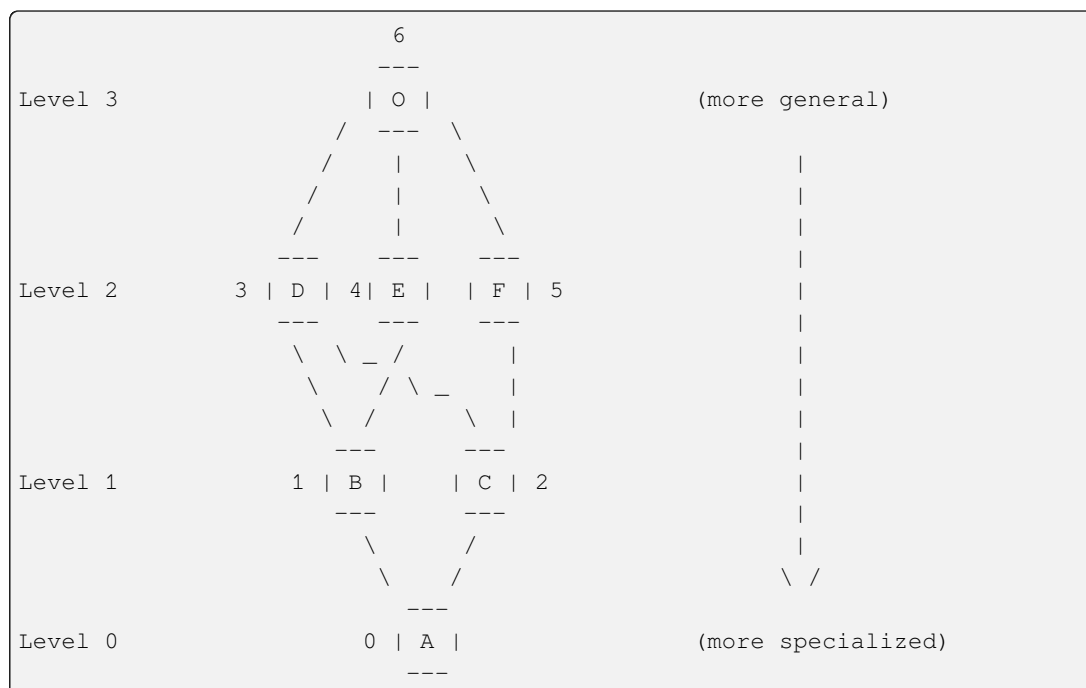 6
                                     ---
Level 3                             | O |                          (more general)
                                  /  ---  \
                                 /    |    \                                  |
                                /     |     \                                 |
                               /      |      \                                |
                              ---    ---    ---                               |
Level 2                  3 | D | 4| E |  | F | 5                              |
                              ---    ---    ---                               |
                               \  \ _ /        |                              |
                                \    / \ _     |                              |
                                 \  /      \  |                               |
                                  ---      ---                                |
Level 1                     1 | B |    | C | 2                                |
                                  ---      ---                                |
                                    \      /                                  |
                                     \    /                                 \ /
                                       ---
Level 0                            0 | A |                         (more specialized)
                                       ---